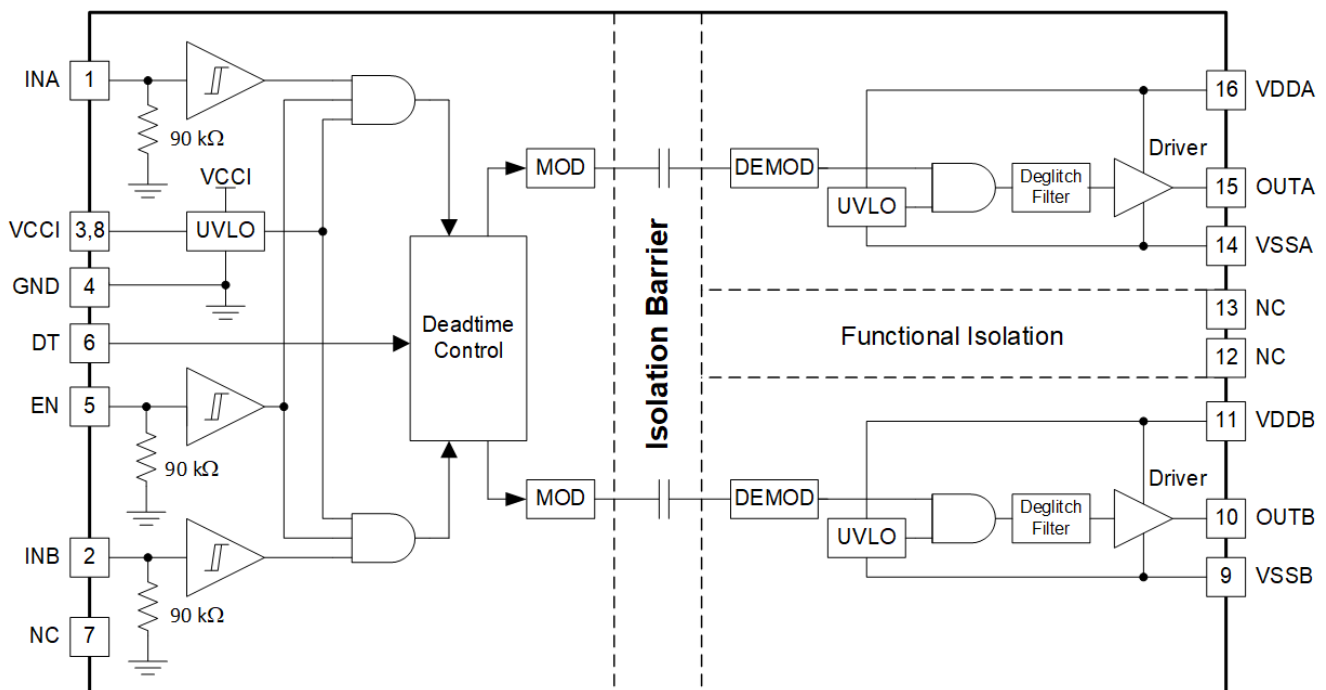 INA
1
90 kΩ
VCCI
VCCI
3,8
UVLO
GND
4
DT
6
EN
5
90 kΩ
INB
2
90 kΩ
NC
7
Deadtime
Control
MOD
MOD
Isolation Barrier
DEMOD
UVLO
Deglitch
Filter
Driver
16
VDDA
15
OUTA
14
VSSA
13
NC
Functional Isolation
12
NC
DEMOD
UVLO
Deglitch
Filter
Driver
11
VDDB
10
OUTB
9
VSSB